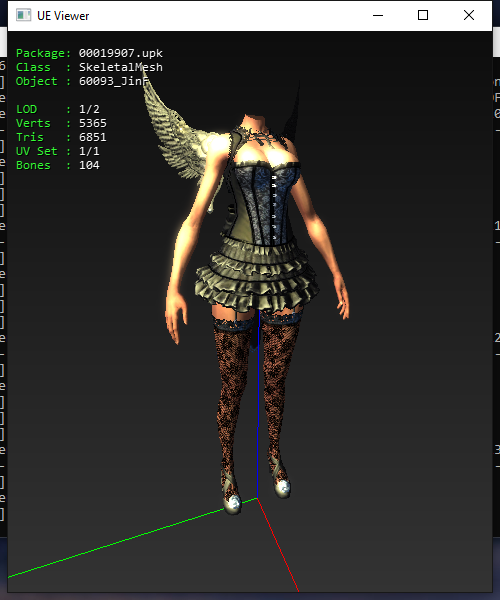 UE Viewer
Package: 00019907.upk
Class : SkeletalMesh
Object : 60093_JinF
LOD : 1/2
Verts : 5365
Tris : 6851
UV Set : 1/1
Bones : 104